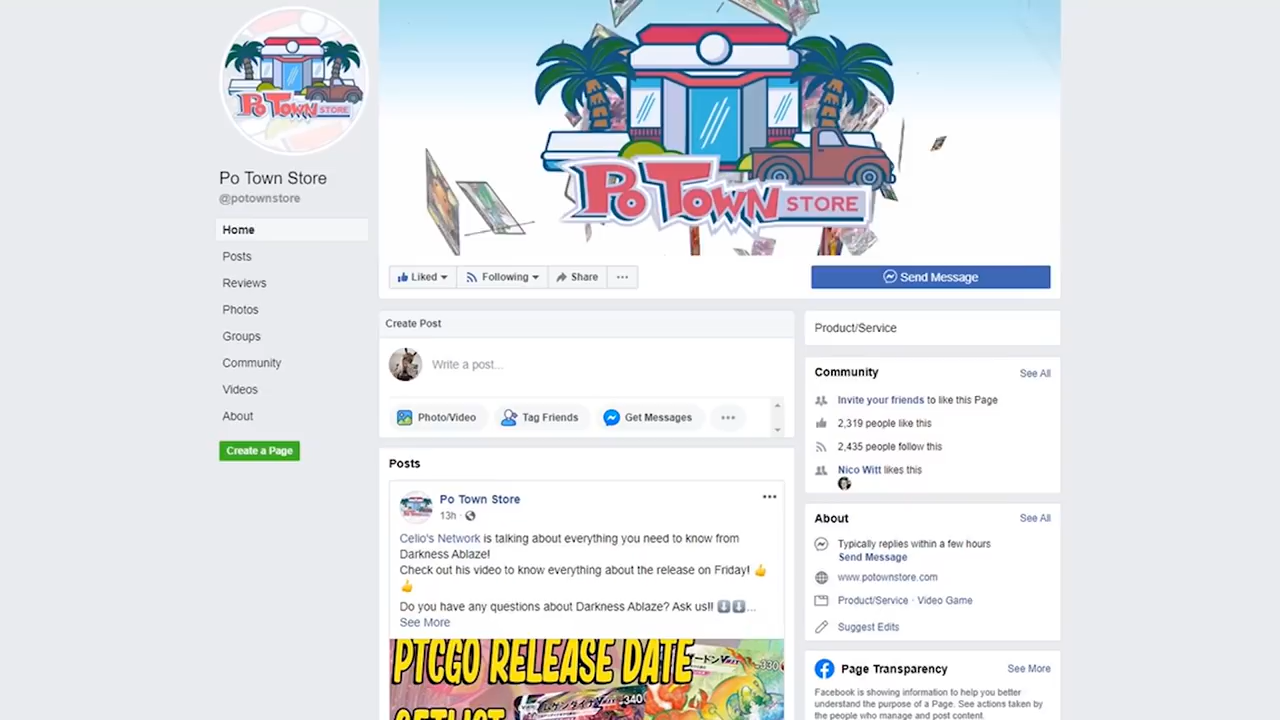 PO TOWN STORE
Po Town Store
@potownstore
Home
Posts
Reviews
Photos
Groups
Community
Videos
About
Create a Page
PO TOWN STORE
Liked
Following
Share
Send Message
Create Post
Write a post...
Photo/Video
Tag Friends
Get Messages
Posts
Po Town Store
13h ·
Celio's Network is talking about everything you need to know from
Darkness Ablaze!
Check out his video to know everything about the release on Friday! 👍
👍
Do you have any questions about Darkness Ablaze? Ask us!! ⬇️⬇️...
See More
PTCGO RELEASE DATE
330
340
SETLIST
Product/Service
Community
See All
Invite your friends to like this Page
2,319 people like this
2,435 people follow this
Nico Witt likes this
About
See All
Typically replies within a few hours
Send Message
www.potownstore.com
Product/Service · Video Game
Suggest Edits
Page Transparency
See More
Facebook is showing information to help you better
understand the purpose of a Page. See actions taken by
the people who manage and post content.